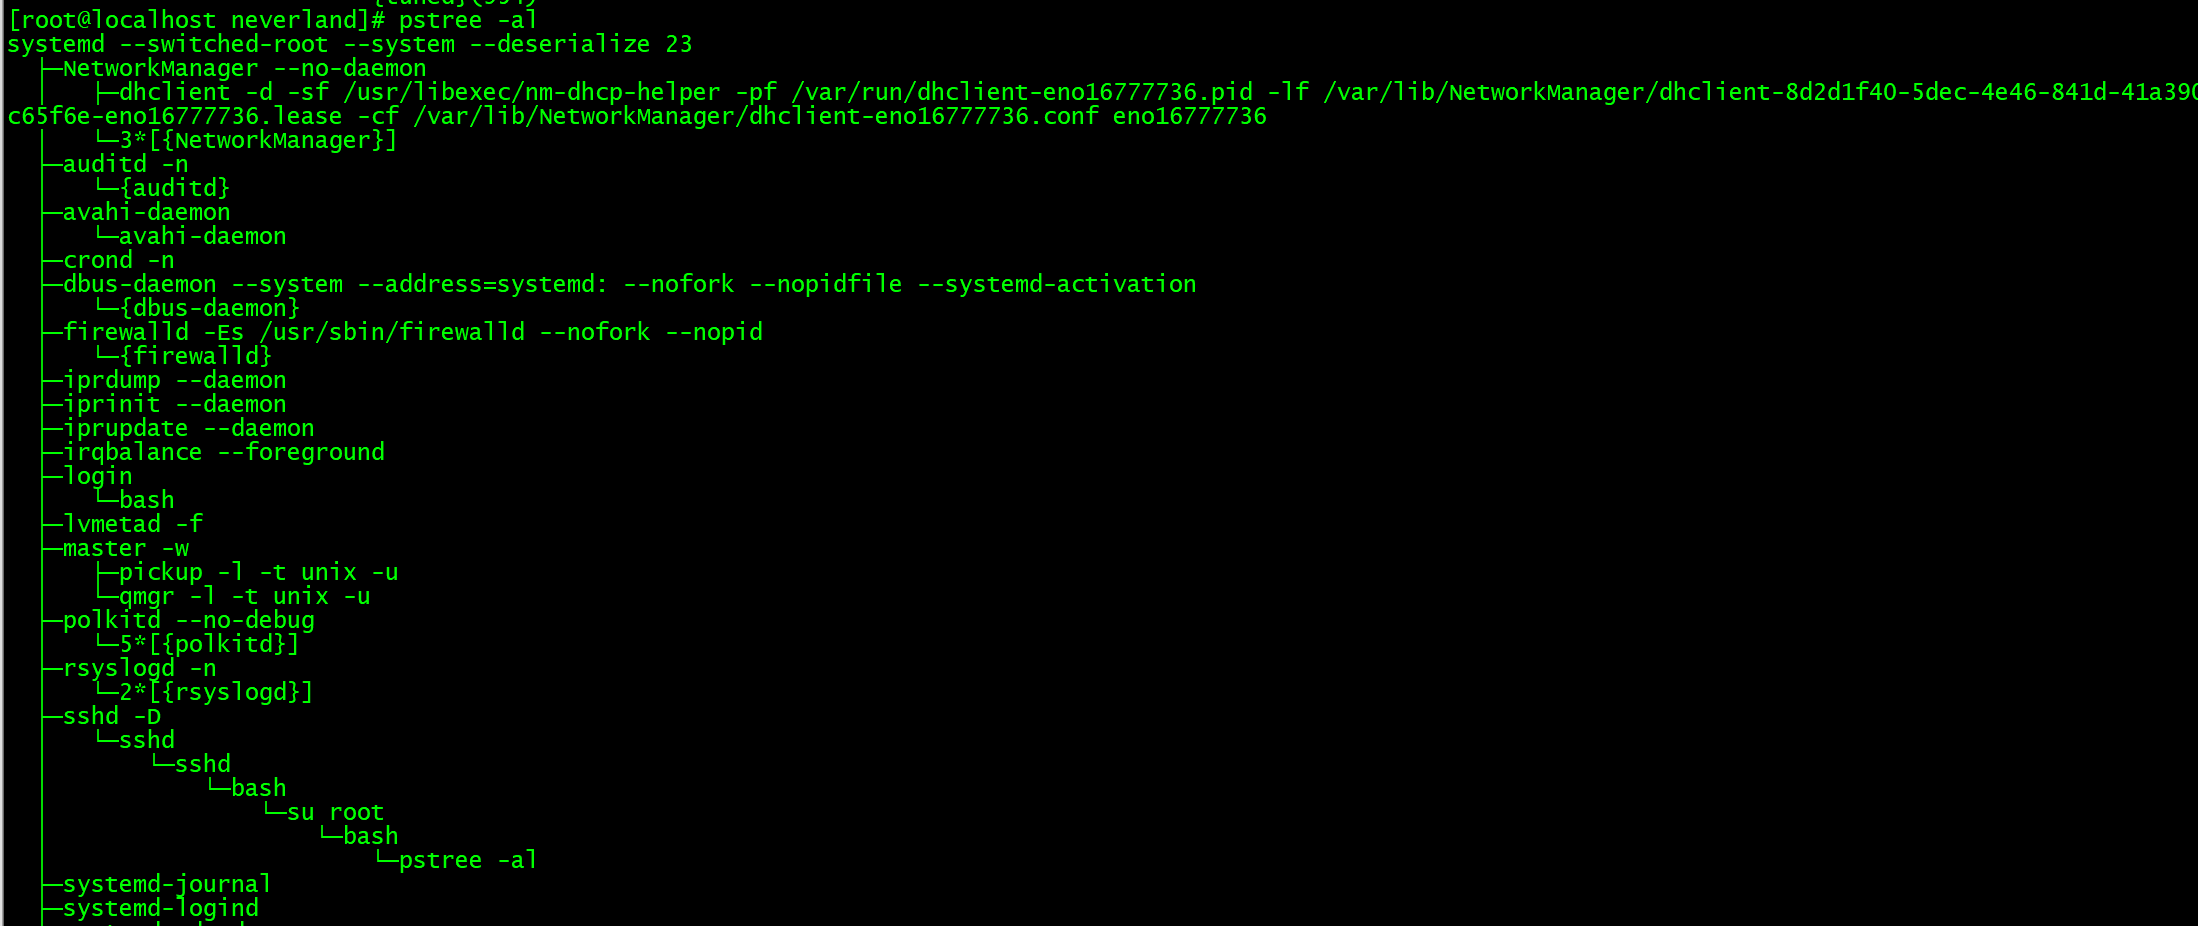 [root@localhost neverland]# pstree -al
systemd --switched-root --system --deserialize 23
├─NetworkManager --no-daemon
│   ├─dhclient -d -sf /usr/libexec/nm-dhcp-helper -pf /var/run/dhclient-eno16777736.pid -lf /var/lib/NetworkManager/dhclient-8d2d1f40-5dec-4e46-841d-41a390
c65f6e-eno16777736.lease -cf /var/lib/NetworkManager/dhclient-eno16777736.conf eno16777736
│   └─3*[{NetworkManager}]
├─auditd -n
│   └─{auditd}
├─avahi-daemon
│   └─avahi-daemon
├─crond -n
├─dbus-daemon --system --address=systemd: --nofork --nopidfile --systemd-activation
│   └─{dbus-daemon}
├─firewalld -Es /usr/sbin/firewalld --nofork --nopid
│   └─{firewalld}
├─iprdump --daemon
├─iprinit --daemon
├─iprupdate --daemon
├─irqbalance --foreground
├─login
│   └─bash
├─lvmetad -f
├─master -w
│   ├─pickup -l -t unix -u
│   └─qmgr -l -t unix -u
├─polkitd --no-debug
│   └─5*[{polkitd}]
├─rsyslogd -n
│   └─2*[{rsyslogd}]
├─sshd -D
│   └─sshd
│       └─sshd
│           └─bash
│               └─su root
│                   └─bash
│                       └─pstree -al
├─systemd-journal
├─systemd-logind